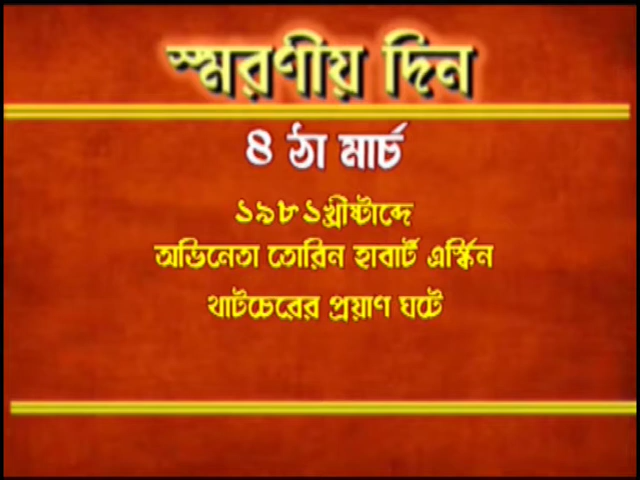 স্মরণীয় দিন
৪ ঠা মার্চ
১৯৮১খ্রীষ্টাব্দে
অভিনেতা তোরিন হাবার্ট এর্স্কিন
থাটচেরের প্রয়াণ ঘটে